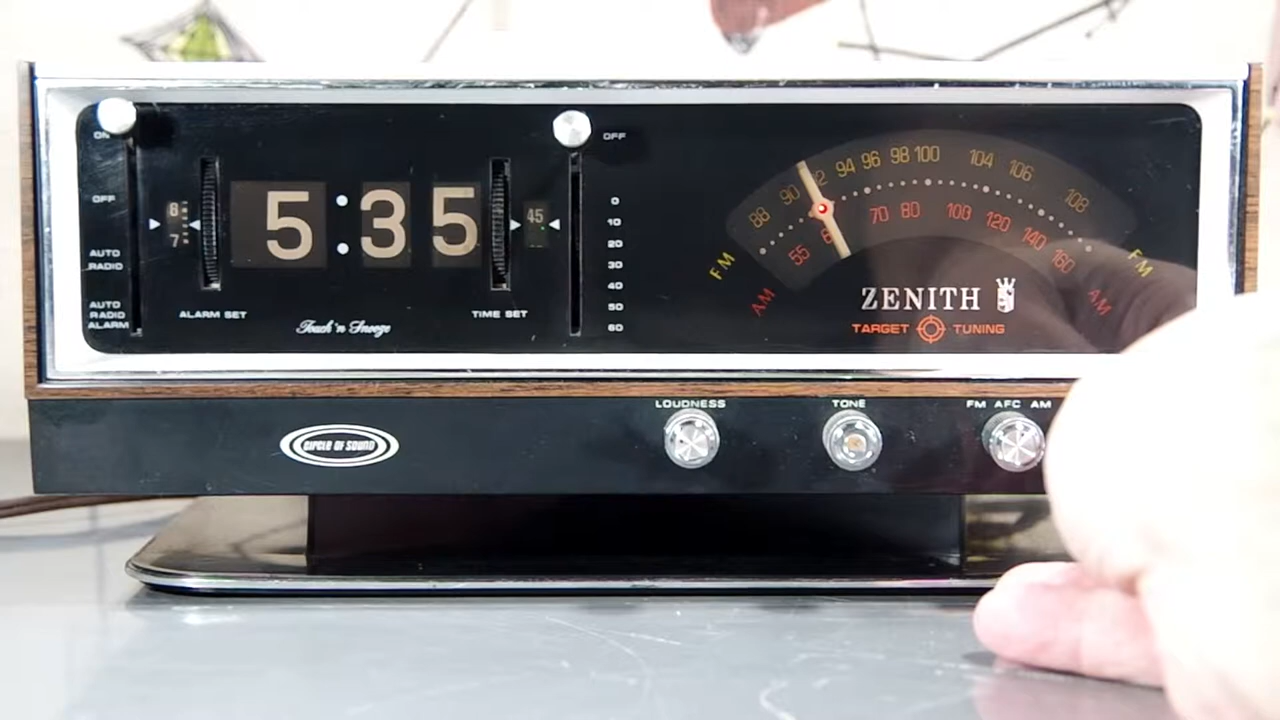 ON
OFF
AUTO
RADIO
AUTO
RADIO
ALARM
8
7
ALARM SET
5:35
Touch 'n Snooze
TIME SET
45
OFF
0
10
20
30
40
50
60
88 90 94 96 98 100 104 106 108
FM FM
55 70 80 100 120 140 160
AM AM
ZENITH
TARGET TUNING
CIRCLE OF SOUND
LOUDNESS
TONE
FM AFC AM